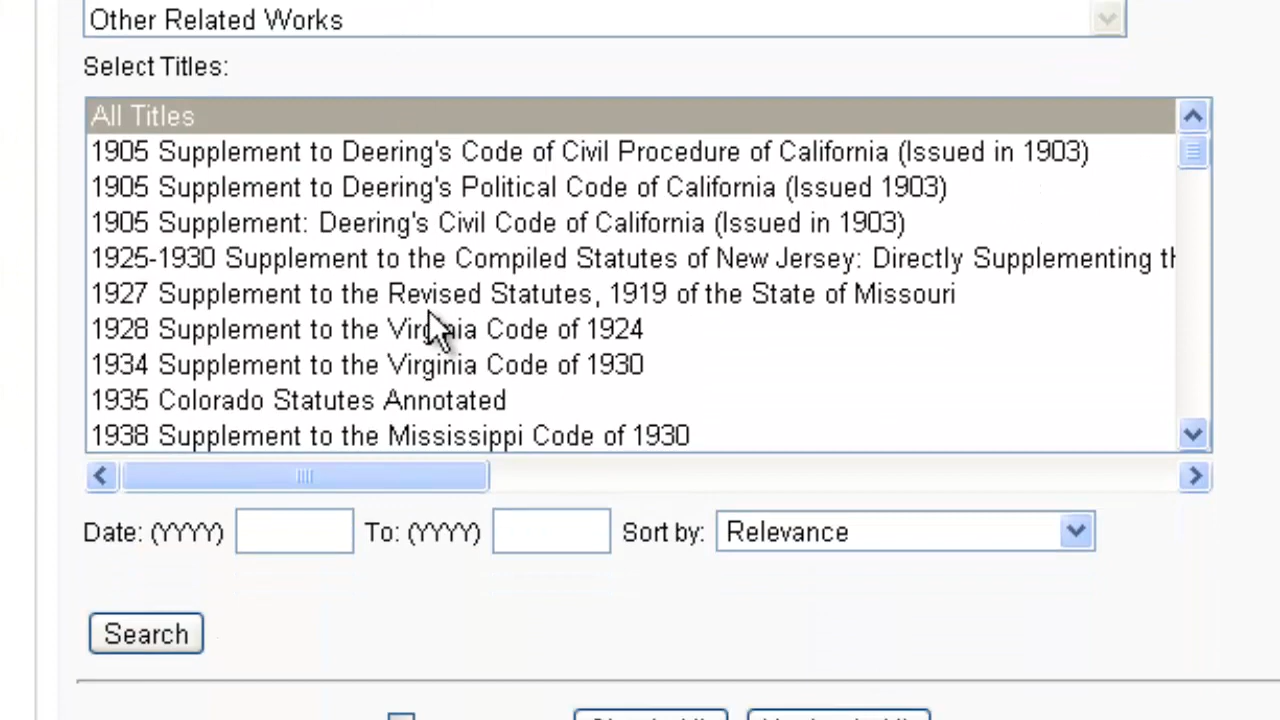 Other Related Works
Select Titles:
All Titles
1905 Supplement to Deering's Code of Civil Procedure of California (Issued in 1903)
1905 Supplement to Deering's Political Code of California (Issued 1903)
1905 Supplement: Deering's Civil Code of California (Issued in 1903)
1925-1930 Supplement to the Compiled Statutes of New Jersey: Directly Supplementing
1927 Supplement to the Revised Statutes, 1919 of the State of Missouri
1928 Supplement to the Virginia Code of 1924
1934 Supplement to the Virginia Code of 1930
1935 Colorado Statutes Annotated
1938 Supplement to the Mississippi Code of 1930
Date: (YYYY) To: (YYYY) Sort by: Relevance
Search